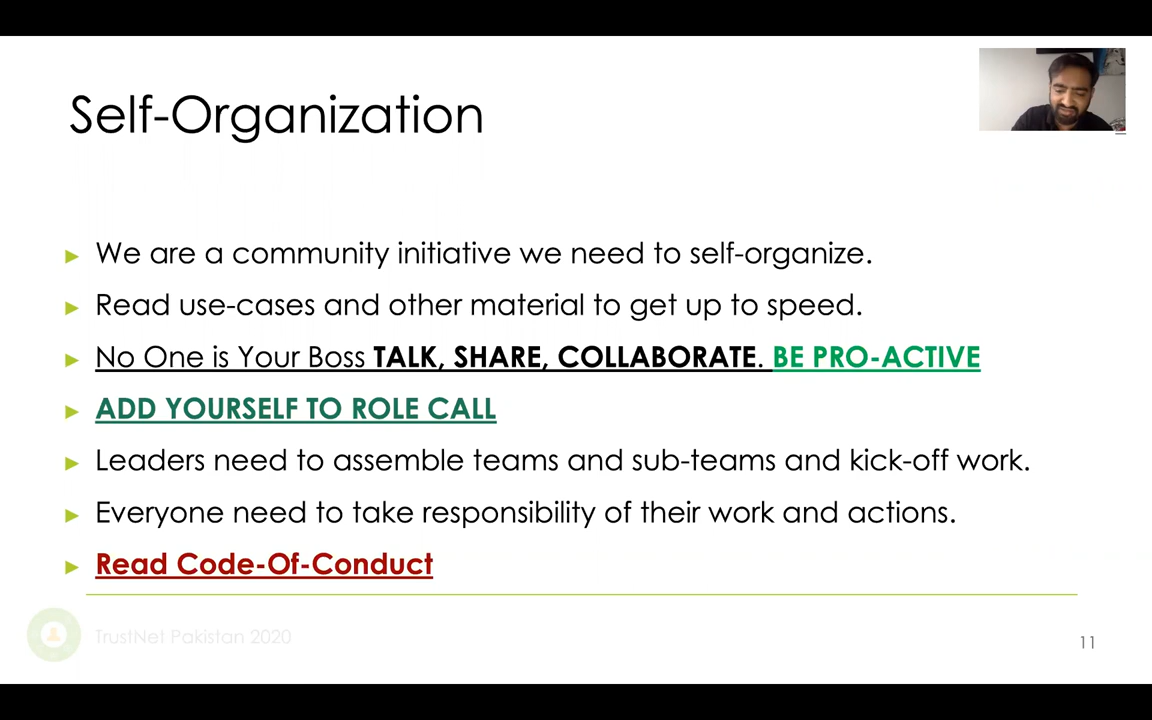 Self-Organization
We are a community initiative we need to self-organize.
Read use-cases and other material to get up to speed.
No One is Your Boss TALK, SHARE, COLLABORATE. BE PRO-ACTIVE
ADD YOURSELF TO ROLE CALL
Leaders need to assemble teams and sub-teams and kick-off work.
Everyone need to take responsibility of their work and actions.
Read Code-Of-Conduct
TrustNet Pakistan 2020
11